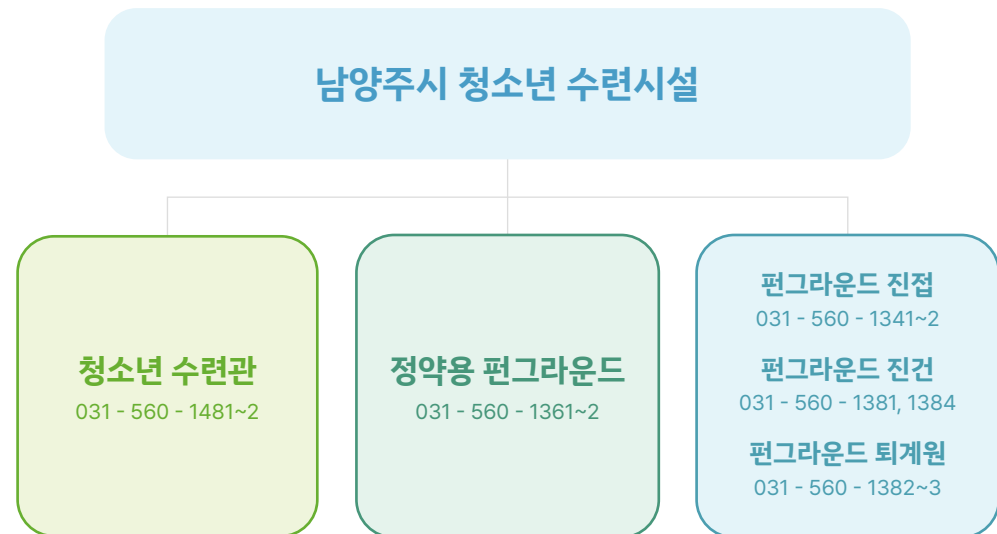 남양주시 청소년 수련시설
청소년 수련관
031 - 560 - 1481~2
정약용 펀그라운드
031 - 560 - 1361~2
펀그라운드 진접
031 - 560 - 1341~2
펀그라운드 진건
031 - 560 - 1381, 1384
펀그라운드 퇴계원
031 - 560 - 1382~3